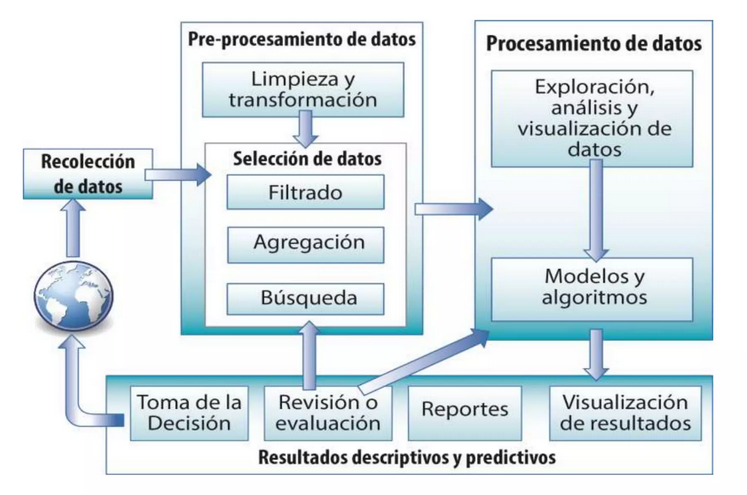 Pre-procesamiento de datos
Limpieza y
transformación
Selección de datos
Filtrado
Agregación
Búsqueda
Procesamiento de datos
Exploración,
análisis y
visualización de
datos
Modelos y
algoritmos
Recolección
de datos
Toma de la
Decisión
Revisión o
evaluación
Reportes
Visualización
de resultados
Resultados descriptivos y predictivos